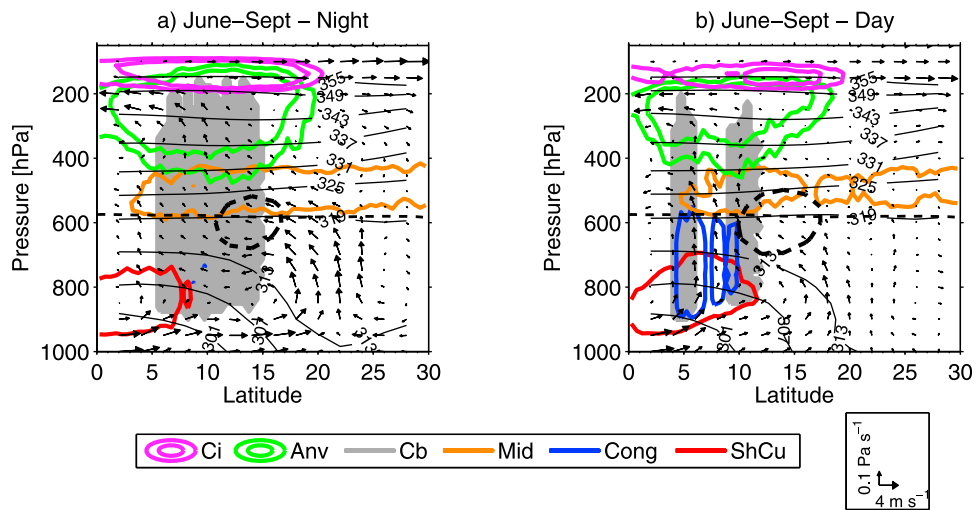 a) June−Sept − Night
b) June−Sept − Day
Pressure [hPa]
200
400
600
800
1000
0 5 10 15 20 25 30
Latitude
355
349
343
337
331
325
319
313
307
301
313
Pressure [hPa]
200
400
600
800
1000
0 5 10 15 20 25 30
Latitude
355
349
343
337
331
325
319
313
301
307
313
Ci Anv Cb Mid Cong ShCu
0.1 Pa s⁻¹
4 m s⁻¹